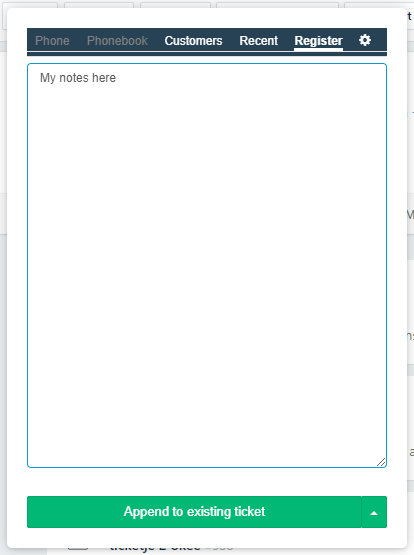 Phone Phonebook Customers Recent Register
My notes here
Append to existing ticket